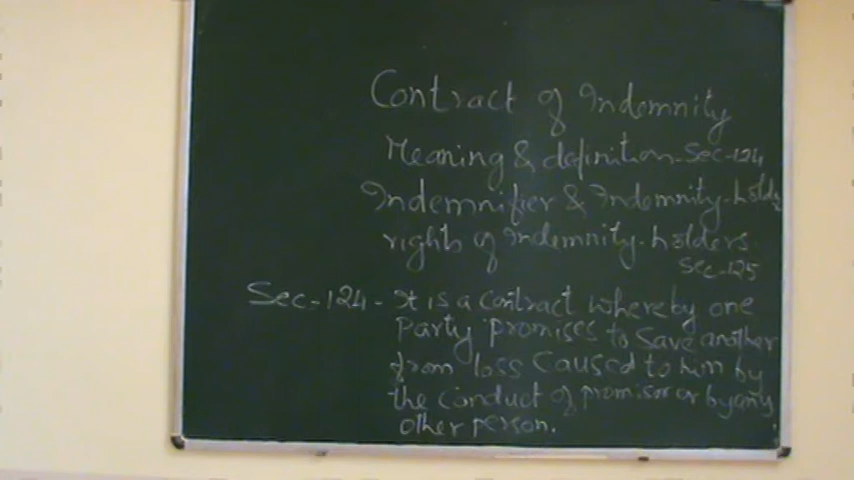 Contract of Indemnity
Meaning & definition - Sec-124
Indemnifier & Indemnity-holder
rights of Indemnity-holders.
Sec-125
Sec-124 - It is a contract whereby one
Party promises to save another
from loss caused to him by
the conduct of promisor or by any
other person.